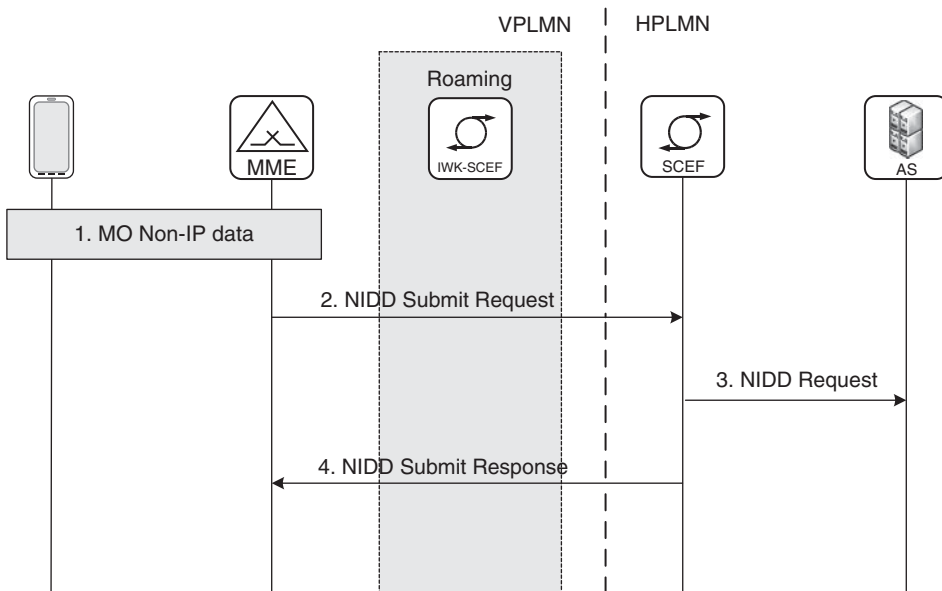 VPLMN
HPLMN
Roaming
MME
IWK-SCEF
SCEF
AS
1. MO Non-IP data
2. NIDD Submit Request
3. NIDD Request
4. NIDD Submit Response